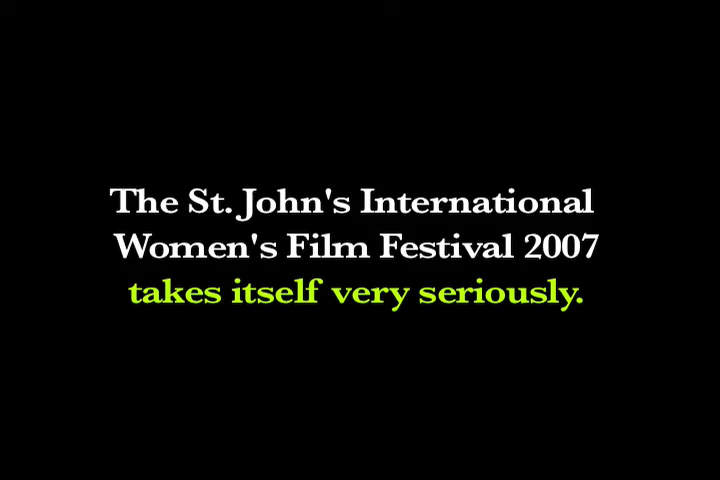 The St. John's International
Women's Film Festival 2007
takes itself very seriously.